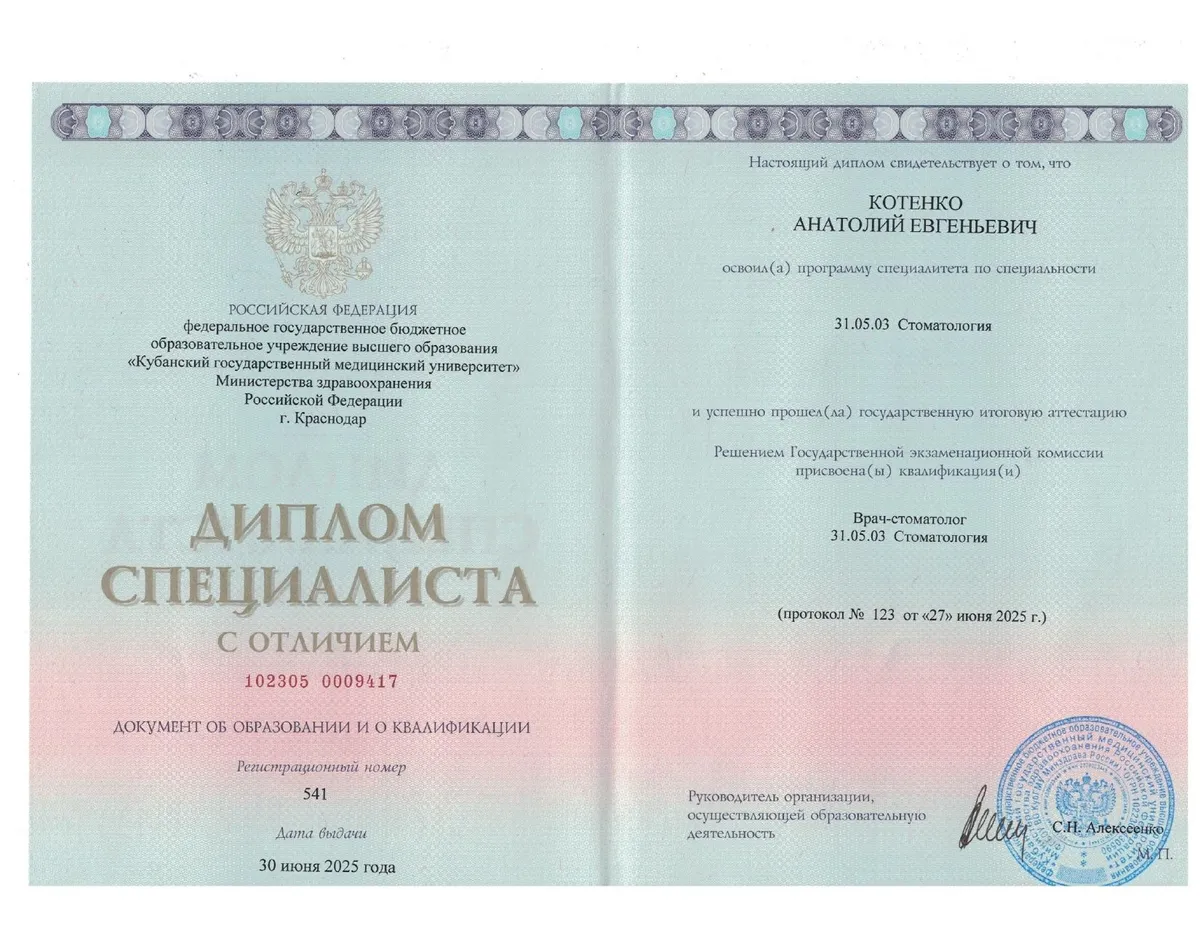 РОССИЙСКАЯ ФЕДЕРАЦИЯ
федеральное государственное бюджетное
образовательное учреждение высшего образования
«Кубанский государственный медицинский университет»
Министерства здравоохранения
Российской Федерации
г. Краснодар
ДИПЛОМ
СПЕЦИАЛИСТА
С ОТЛИЧИЕМ
102305 0009417
ДОКУМЕНТ ОБ ОБРАЗОВАНИИ И О КВАЛИФИКАЦИИ
Регистрационный номер
541
Дата выдачи
30 июня 2025 года
Настоящий диплом свидетельствует о том, что
КОТЕНКО
АНАТОЛИЙ ЕВГЕНЬЕВИЧ
освоил(а) программу специалитета по специальности
31.05.03 Стоматология
и успешно прошел(ла) государственную итоговую аттестацию
Решением Государственной экзаменационной комиссии
присвоена(ы) квалификация(и)
Врач-стоматолог
31.05.03 Стоматология
(протокол № 123 от «27» июня 2025 г.)
Руководитель организации,
осуществляющей образовательную
деятельность
С.Н. Алексеенко
М. П.